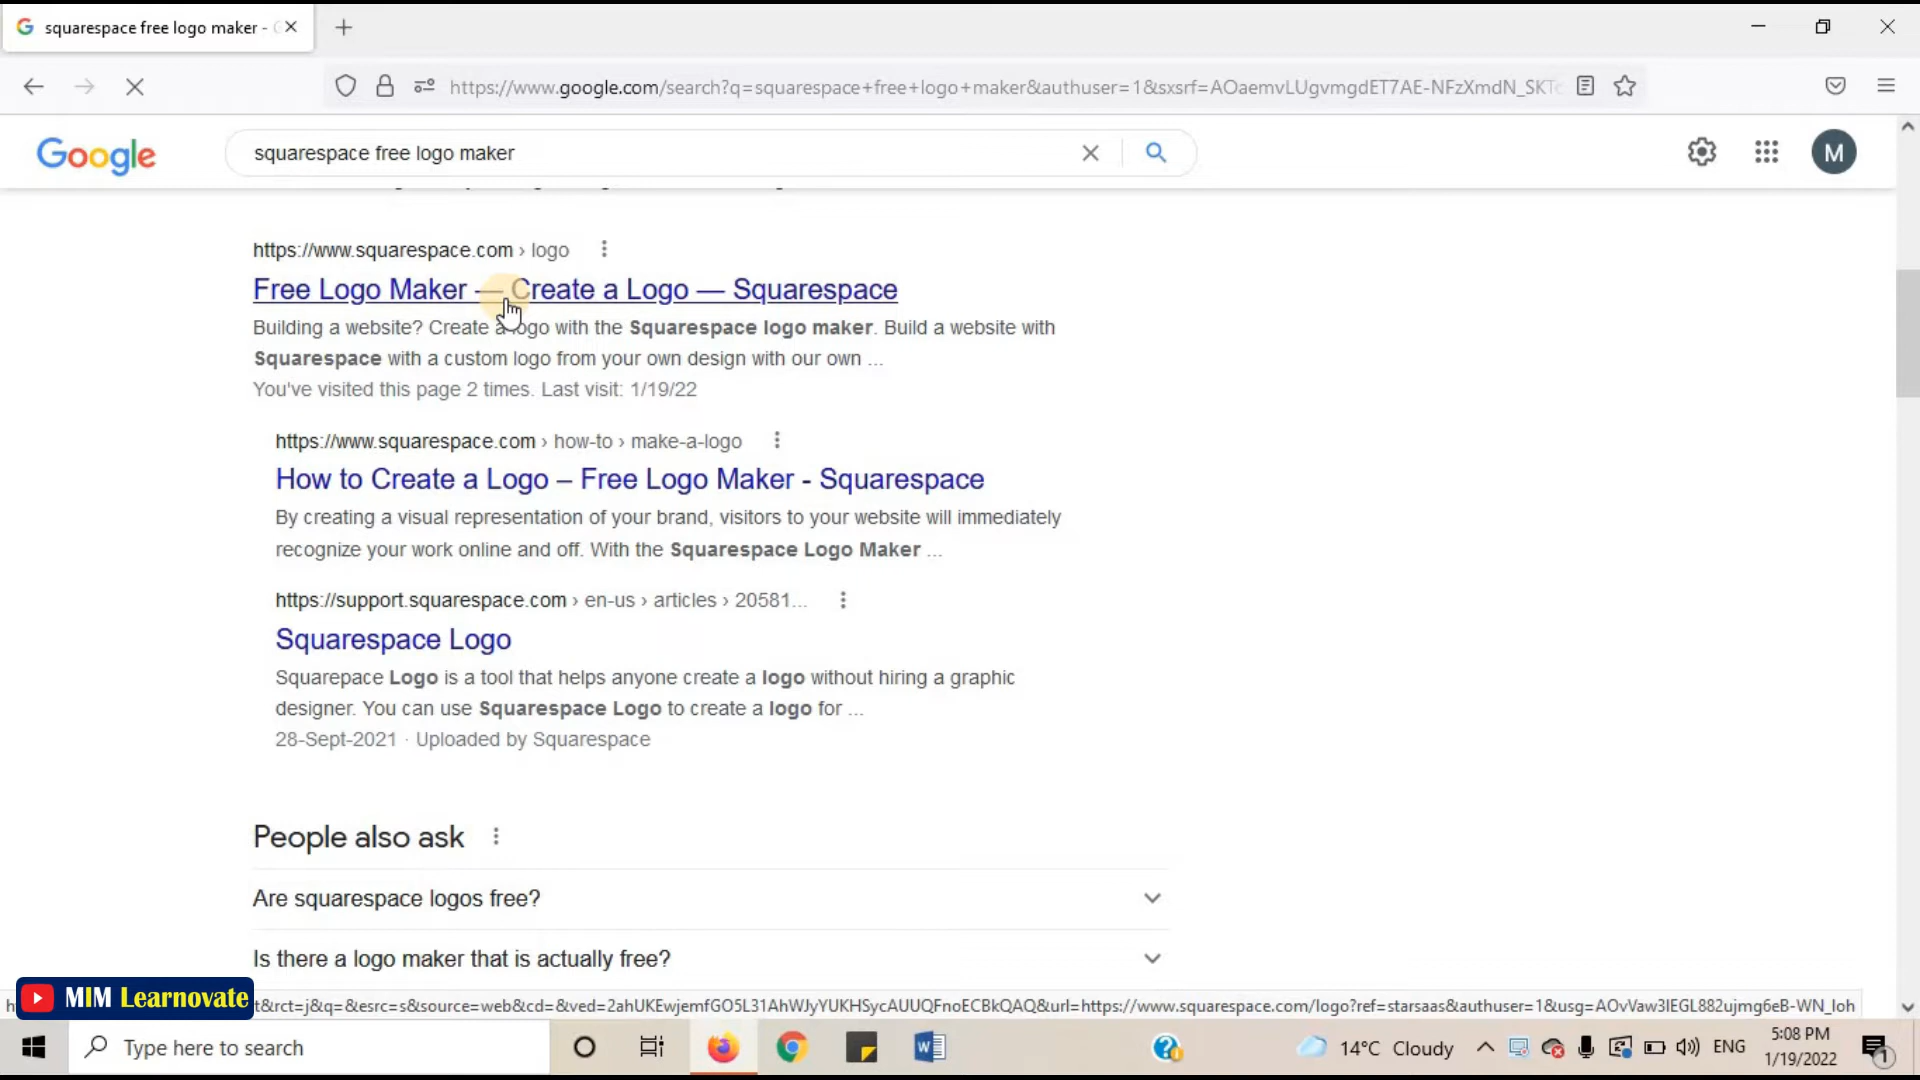 squarespace free logo maker -
https://www.google.com/search?q=squarespace+free+logo+maker&authuser=1&sxsrf=AOaemvLUgvmgdET7AE-NFzXmdN_SKT
Google
squarespace free logo maker
M
https://www.squarespace.com › logo
Free Logo Maker — Create a Logo — Squarespace
Building a website? Create a logo with the Squarespace logo maker. Build a website with
Squarespace with a custom logo from your own design with our own ...
You've visited this page 2 times. Last visit: 1/19/22
https://www.squarespace.com › how-to › make-a-logo
How to Create a Logo – Free Logo Maker - Squarespace
By creating a visual representation of your brand, visitors to your website will immediately
recognize your work online and off. With the Squarespace Logo Maker ...
https://support.squarespace.com › en-us › articles › 20581...
Squarespace Logo
Squarepace Logo is a tool that helps anyone create a logo without hiring a graphic
designer. You can use Squarespace Logo to create a logo for ...
28-Sept-2021 · Uploaded by Squarespace
People also ask
Are squarespace logos free?
Is there a logo maker that is actually free?
MIM Learnovate
t&rct=j&q=&esrc=s&source=web&cd=&ved=2ahUKEwjemfGO5L31AhWJyYUKHSycAUUQFnoECBkQAQ&url=https://www.squarespace.com/logo?ref=starsaas&authuser=1&usg=AOvVaw3IEGL882ujmg6eB-WN_Ioh
Type here to search
14°C Cloudy
ENG
5:08 PM
1/19/2022
1